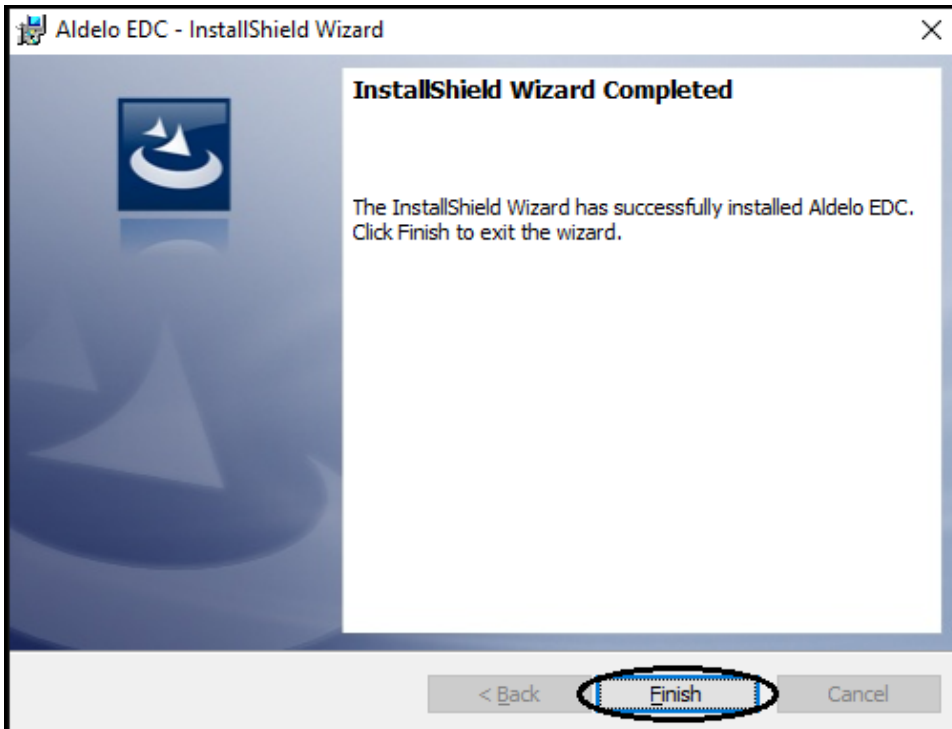 Aldelo EDC - InstallShield Wizard
InstallShield Wizard Completed
The InstallShield Wizard has successfully installed Aldelo EDC.
Click Finish to exit the wizard.
< Back
Finish
Cancel